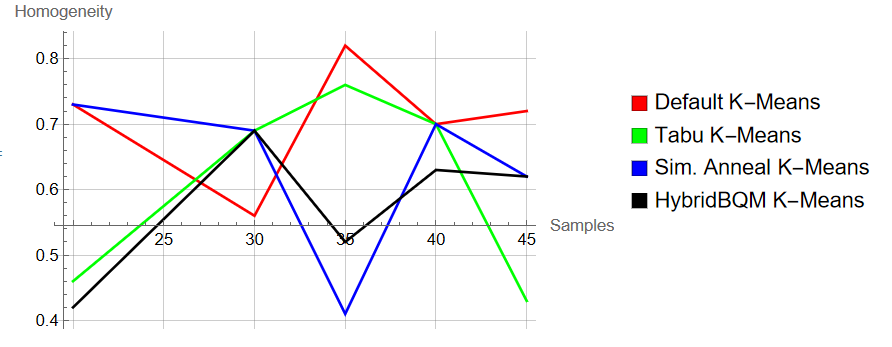 Homogeneity
0.8
0.7
0.6
0.5
0.4
25 30 35 40 45
Samples
Default K−Means
Tabu K−Means
Sim. Anneal K−Means
HybridBQM K−Means